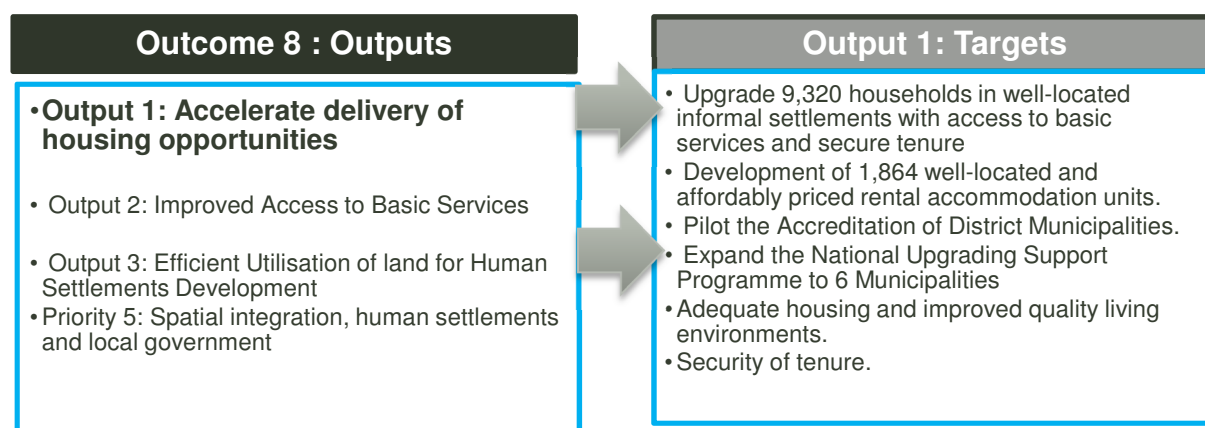 Outcome 8 : Outputs
•Output 1: Accelerate delivery of
housing opportunities
• Output 2: Improved Access to Basic Services
• Output 3: Efficient Utilisation of land for Human
Settlements Development
•Priority 5: Spatial integration, human settlements
and local government
Output 1: Targets
• Upgrade 9,320 households in well-located
informal settlements with access to basic
services and secure tenure
• Development of 1,864 well-located and
affordably priced rental accommodation units.
• Pilot the Accreditation of District Municipalities.
• Expand the National Upgrading Support
Programme to 6 Municipalities
•Adequate housing and improved quality living
environments.
•Security of tenure.